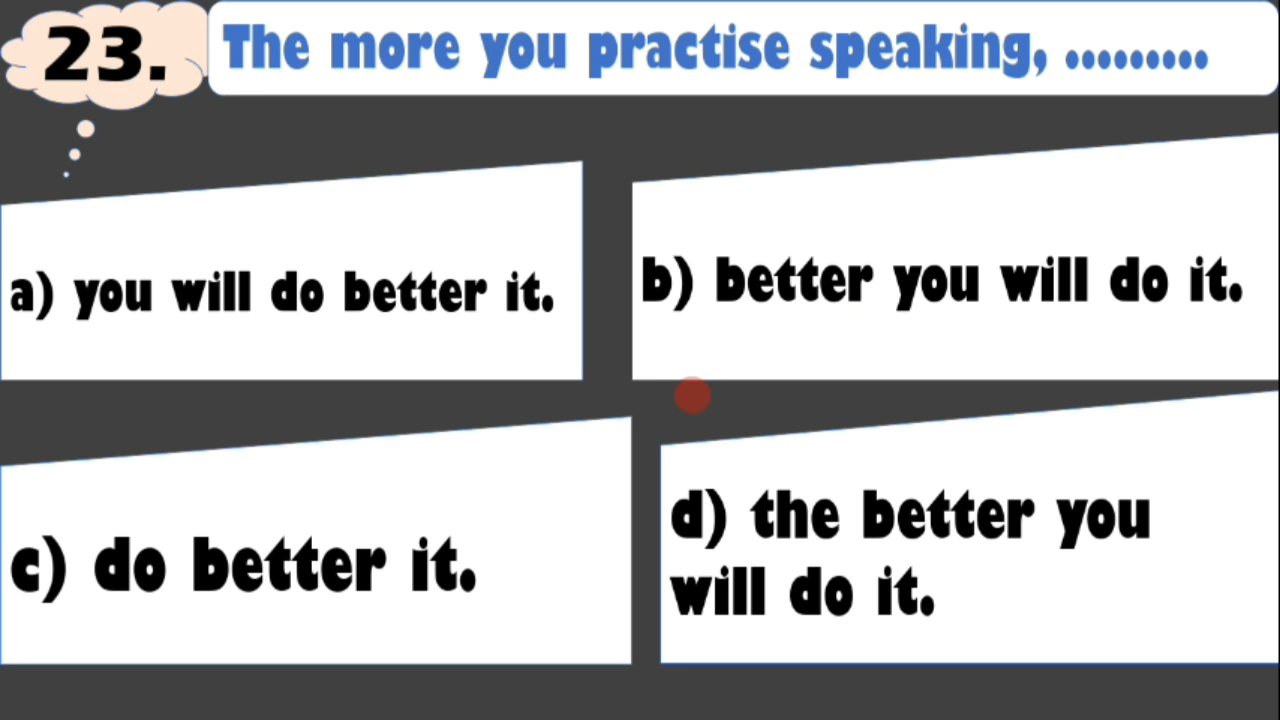 23.
The more you practise speaking, .........
a) you will do better it.
b) better you will do it.
c) do better it.
d) the better you
will do it.